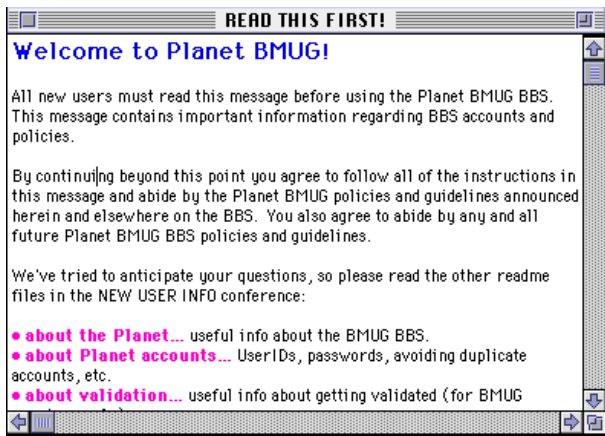 READ THIS FIRST!
Welcome to Planet BMUG!
All new users must read this message before using the Planet BMUG BBS.
This message contains important information regarding BBS accounts and
policies.
By continuing beyond this point you agree to follow all of the instructions in
this message and abide by the Planet BMUG policies and guidelines announced
herein and elsewhere on the BBS.  You also agree to abide by any and all
future Planet BMUG BBS policies and guidelines.
We've tried to anticipate your questions, so please read the other readme
files in the NEW USER INFO conference:
• about the Planet... useful info about the BMUG BBS.
• about Planet accounts... UserIDs, passwords, avoiding duplicate
accounts, etc.
• about validation... useful info about getting validated (for BMUG